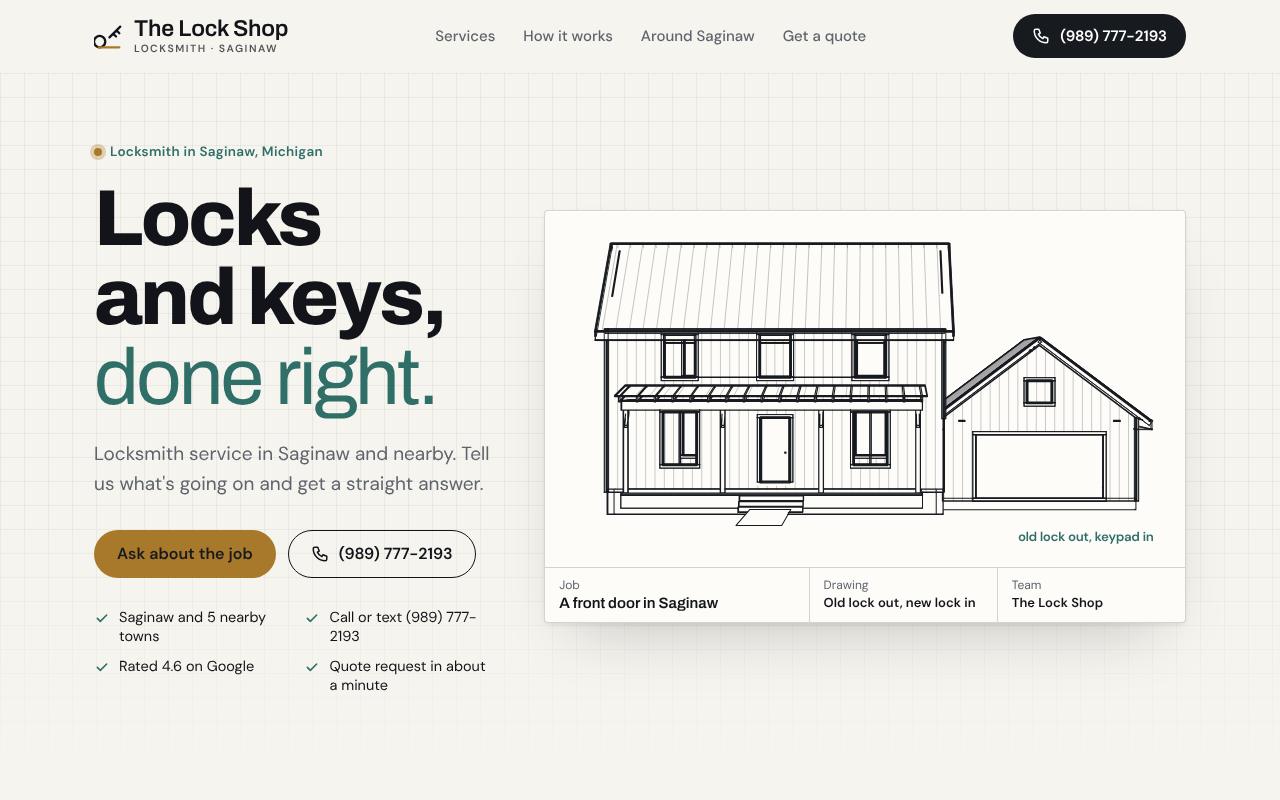 The Lock Shop
LOCKSMITH · SAGINAW
Services
How it works
Around Saginaw
Get a quote
(989) 777-2193
Locksmith in Saginaw, Michigan
Locks
and keys,
done right.
Locksmith service in Saginaw and nearby. Tell
us what's going on and get a straight answer.
Ask about the job
(989) 777-2193
Saginaw and 5 nearby
towns
Call or text (989) 777-
2193
Rated 4.6 on Google
Quote request in about
a minute
old lock out, keypad in
Job
A front door in Saginaw
Drawing
Old lock out, new lock in
Team
The Lock Shop